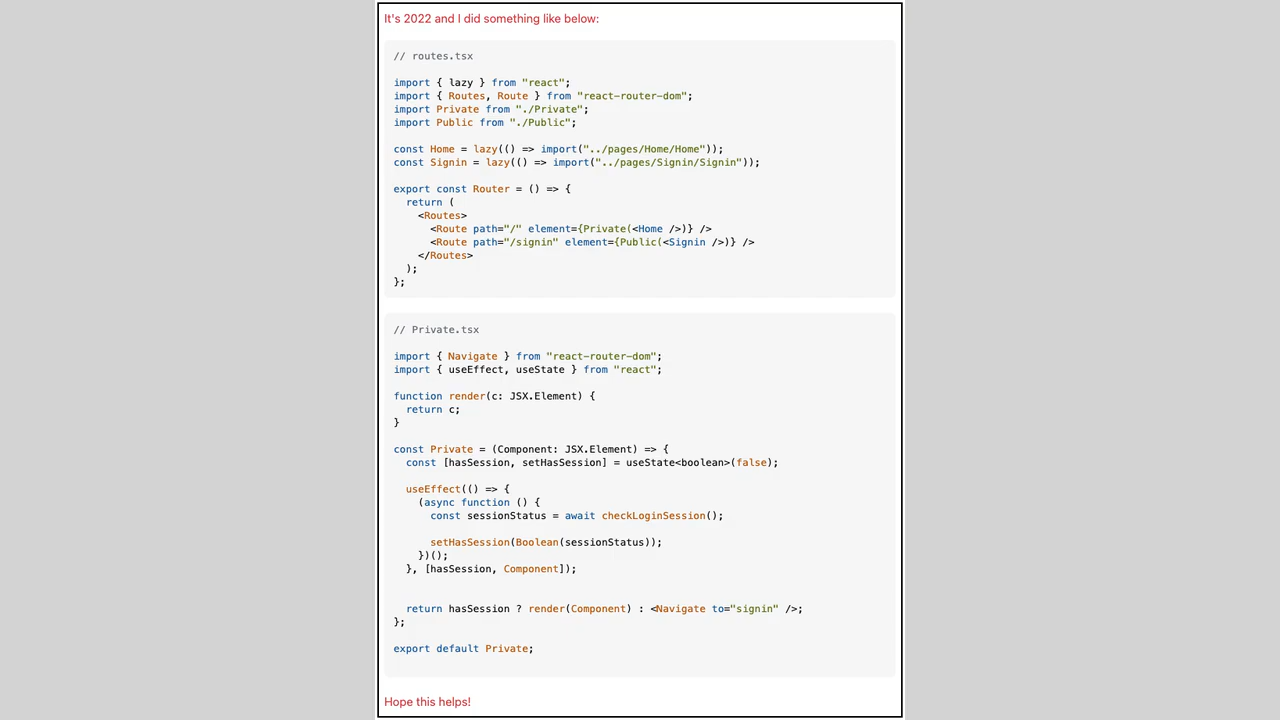 It's 2022 and I did something like below:
// routes.tsx
import { lazy } from "react";
import { Routes, Route } from "react-router-dom";
import Private from "./Private";
import Public from "./Public";
const Home = lazy(() => import("../pages/Home/Home"));
const Signin = lazy(() => import("../pages/Signin/Signin"));
export const Router = () => {
  return (
    <Routes>
      <Route path="/" element={Private(<Home />)} />
      <Route path="/signin" element={Public(<Signin />)} />
    </Routes>
  );
};
// Private.tsx
import { Navigate } from "react-router-dom";
import { useEffect, useState } from "react";
function render(c: JSX.Element) {
  return c;
}
const Private = (Component: JSX.Element) => {
  const [hasSession, setHasSession] = useState<boolean>(false);
  useEffect(() => {
    (async function () {
      const sessionStatus = await checkLoginSession();
      setHasSession(Boolean(sessionStatus));
    })();
  }, [hasSession, Component]);
  return hasSession ? render(Component) : <Navigate to="signin" />;
};
export default Private;
Hope this helps!